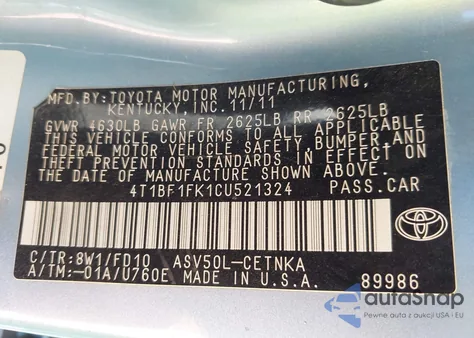 MFD.BY:TOYOTA MOTOR MANUFACTURING,
KENTUCKY,INC.11/11
GVWR 4630LB GAWR FR 2625LB RR 2625LB
THIS VEHICLE CONFORMS TO ALL APPLICABLE
FEDERAL MOTOR VEHICLE SAFETY, BUMPER,AND
THEFT PREVENTION STANDARDS IN EFFECT ON
THE DATE OF MANUFACTURE SHOWN ABOVE.
4T1BF1FK1CU521324 PASS.CAR
TOYOTA
C/TR:8W1/FD10 ASV50L-CETNKA
A/TM:-01A/U760E MADE IN U.S.A. 89986
autasnap
Pewne auta z aukcji USA i EU